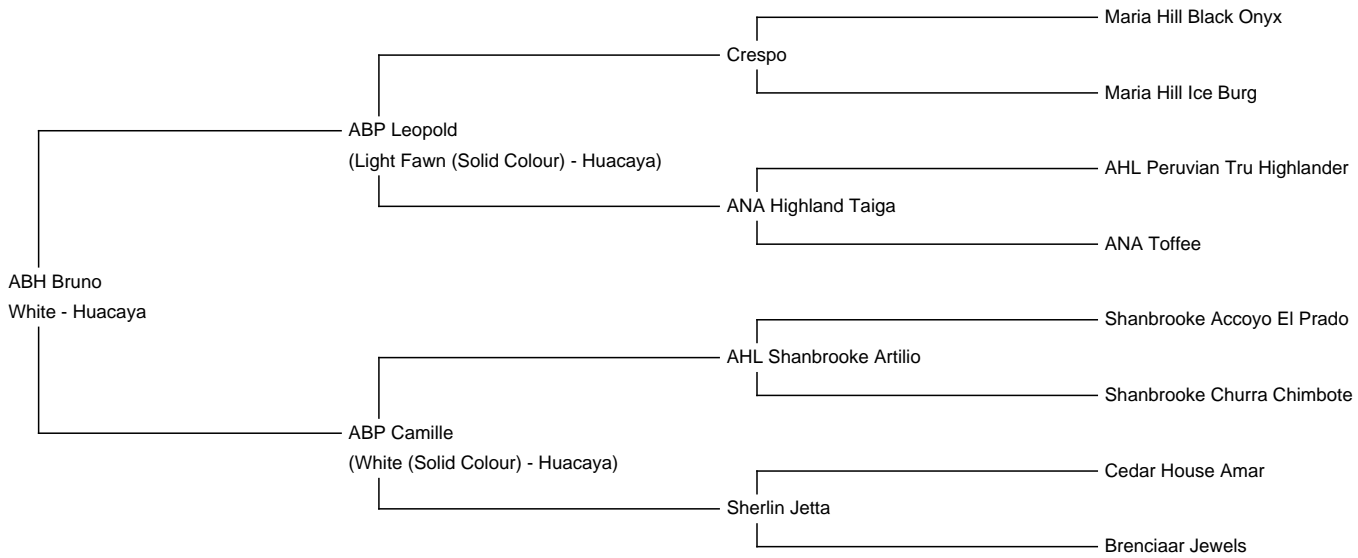 Maria Hill Black Onyx
Crespo
Maria Hill Ice Burg
ABP Leopold
(Light Fawn (Solid Colour) - Huacaya)
AHL Peruvian Tru Highlander
ANA Highland Taiga
ANA Toffee
ABH Bruno
White - Huacaya
Shanbrooke Accoyo El Prado
AHL Shanbrooke Artilio
Shanbrooke Churra Chimbote
ABP Camille
(White (Solid Colour) - Huacaya)
Cedar House Amar
Sherlin Jetta
Brenciaar Jewels